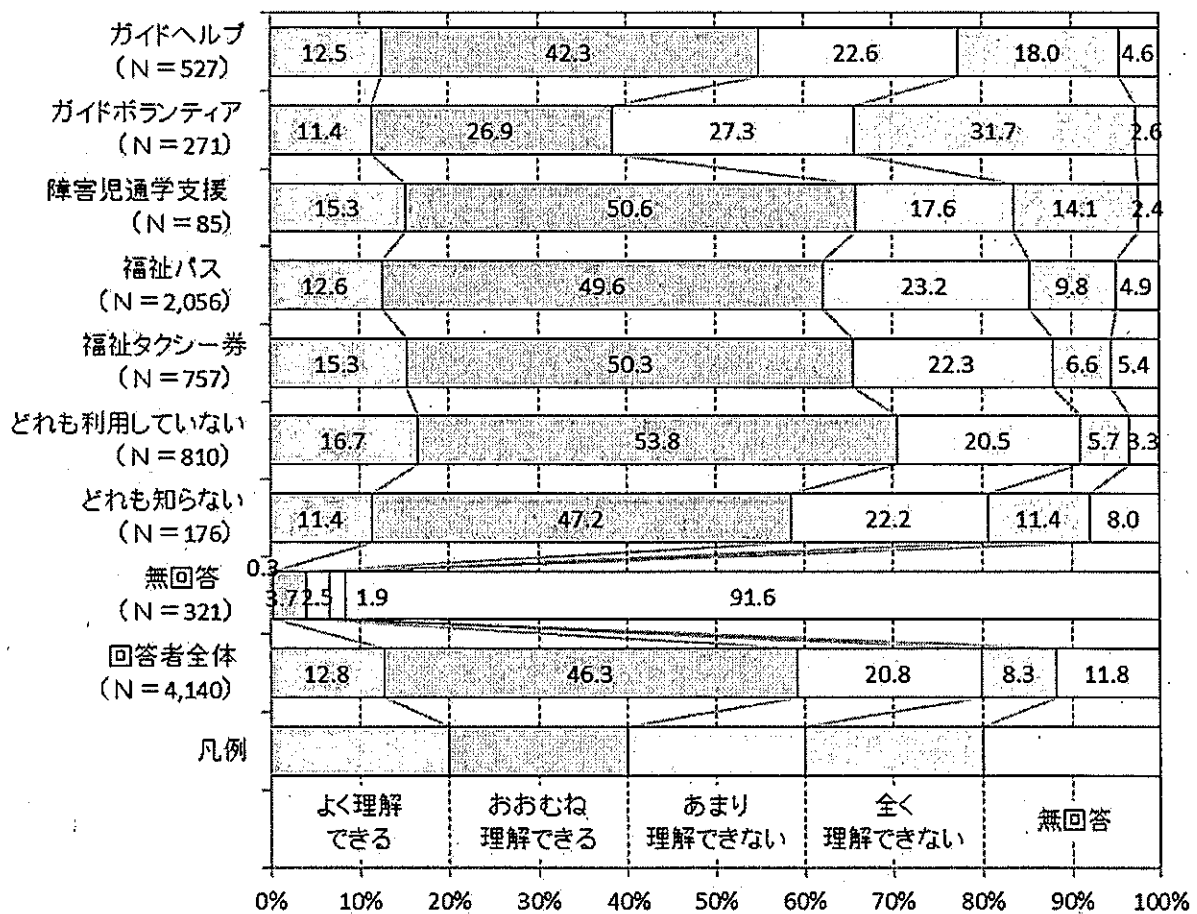 ガイドヘルプ
(N=527)
12.5 42.3 22.6 18.0 4.6
ガイドボランティア
(N=271)
11.4 26.9 27.3 31.7 2.6
障害児通学支援
(N=85)
15.3 50.6 17.6 14.1 2.4
福祉パス
(N=2,056)
12.6 49.6 23.2 9.8 4.9
福祉タクシー券
(N=757)
15.3 50.3 22.3 6.6 5.4
どれも利用していない
(N=810)
16.7 53.8 20.5 5.7 3.3
どれも知らない
(N=176)
11.4 47.2 22.2 11.4 8.0
無回答
(N=321)
0.3 3.7 2.5 1.9 91.6
回答者全体
(N=4,140)
12.8 46.3 20.8 8.3 11.8
凡例
よく理解
できる
おおむね
理解できる
あまり
理解できない
全く
理解できない
無回答
0% 10% 20% 30% 40% 50% 60% 70% 80% 90% 100%